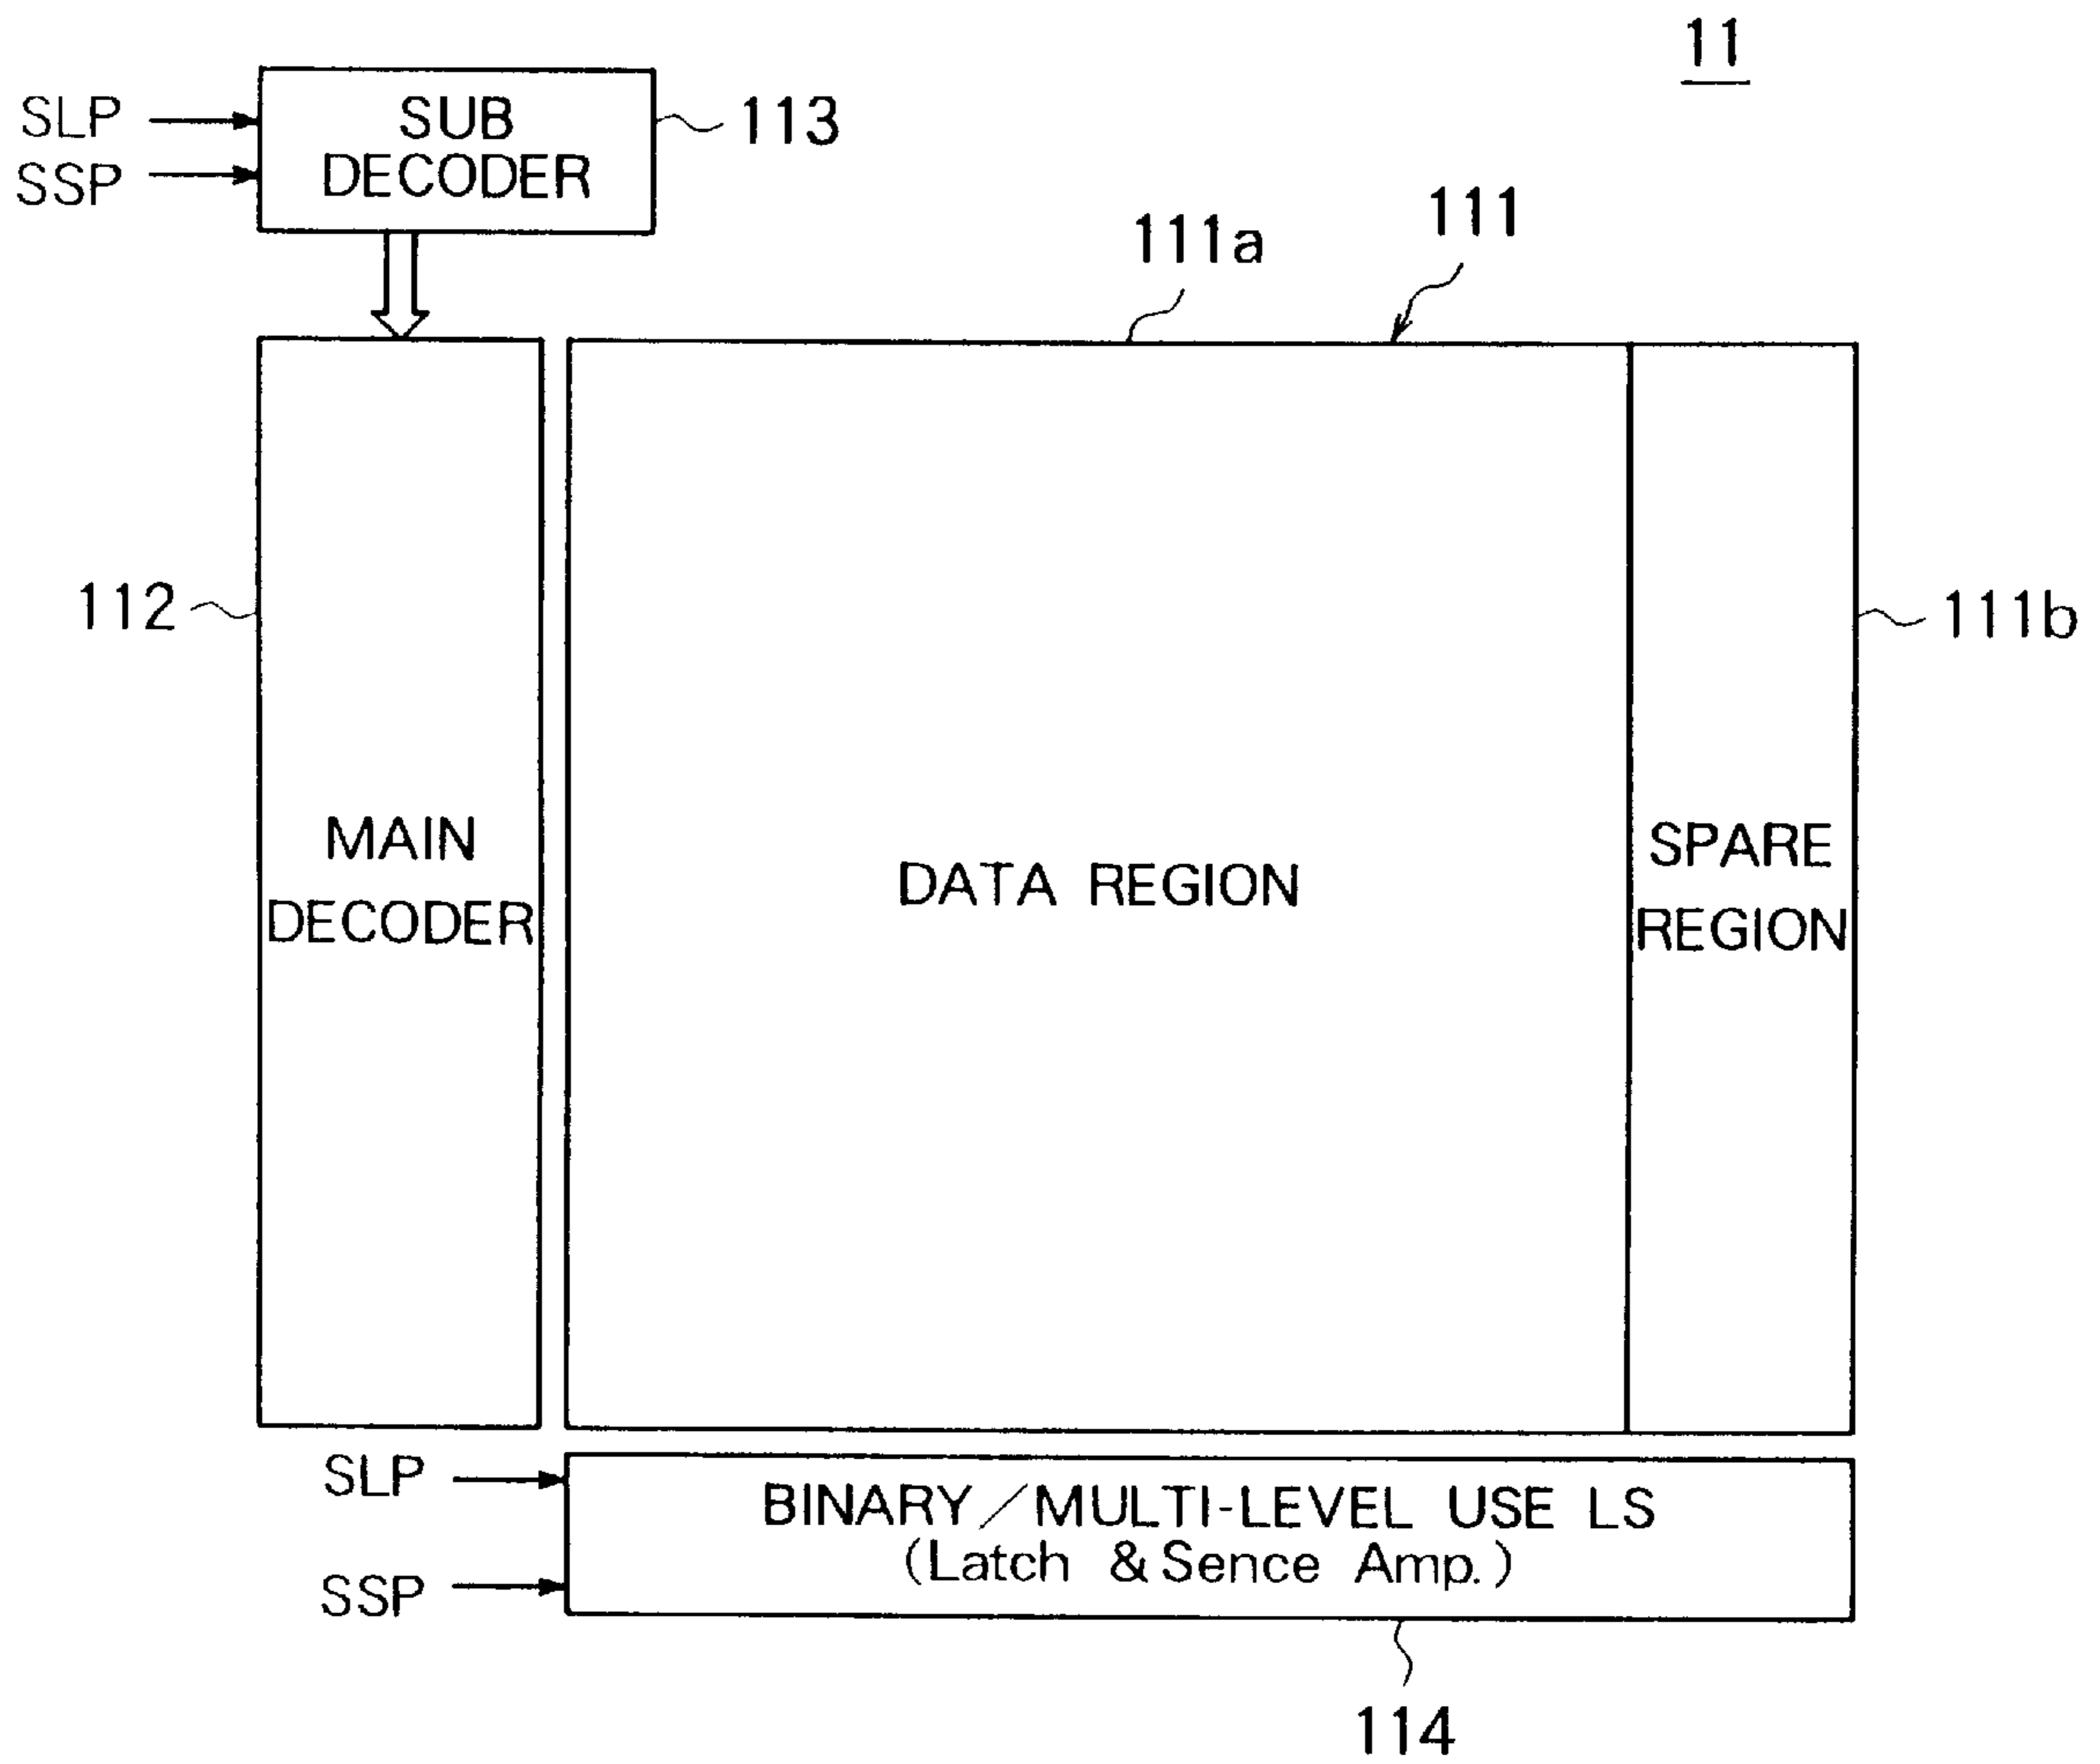 11
SLP
SSP
SUB
DECODER
113
111a
111
112
MAIN
DECODER
DATA REGION
SPARE
REGION
111b
SLP
SSP
BINARY/MULTI-LEVEL USE LS
(Latch & Sence Amp.)
114